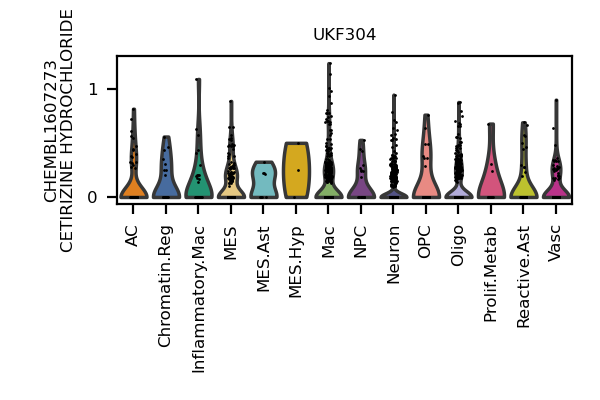 UKF304
CHEMBL1607273
CETIRIZINE HYDROCHLORIDE
1
0
AC
Chromatin.Reg
Inflammatory.Mac
MES
MES.Ast
MES.Hyp
Mac
NPC
Neuron
OPC
Oligo
Prolif.Metab
Reactive.Ast
Vasc